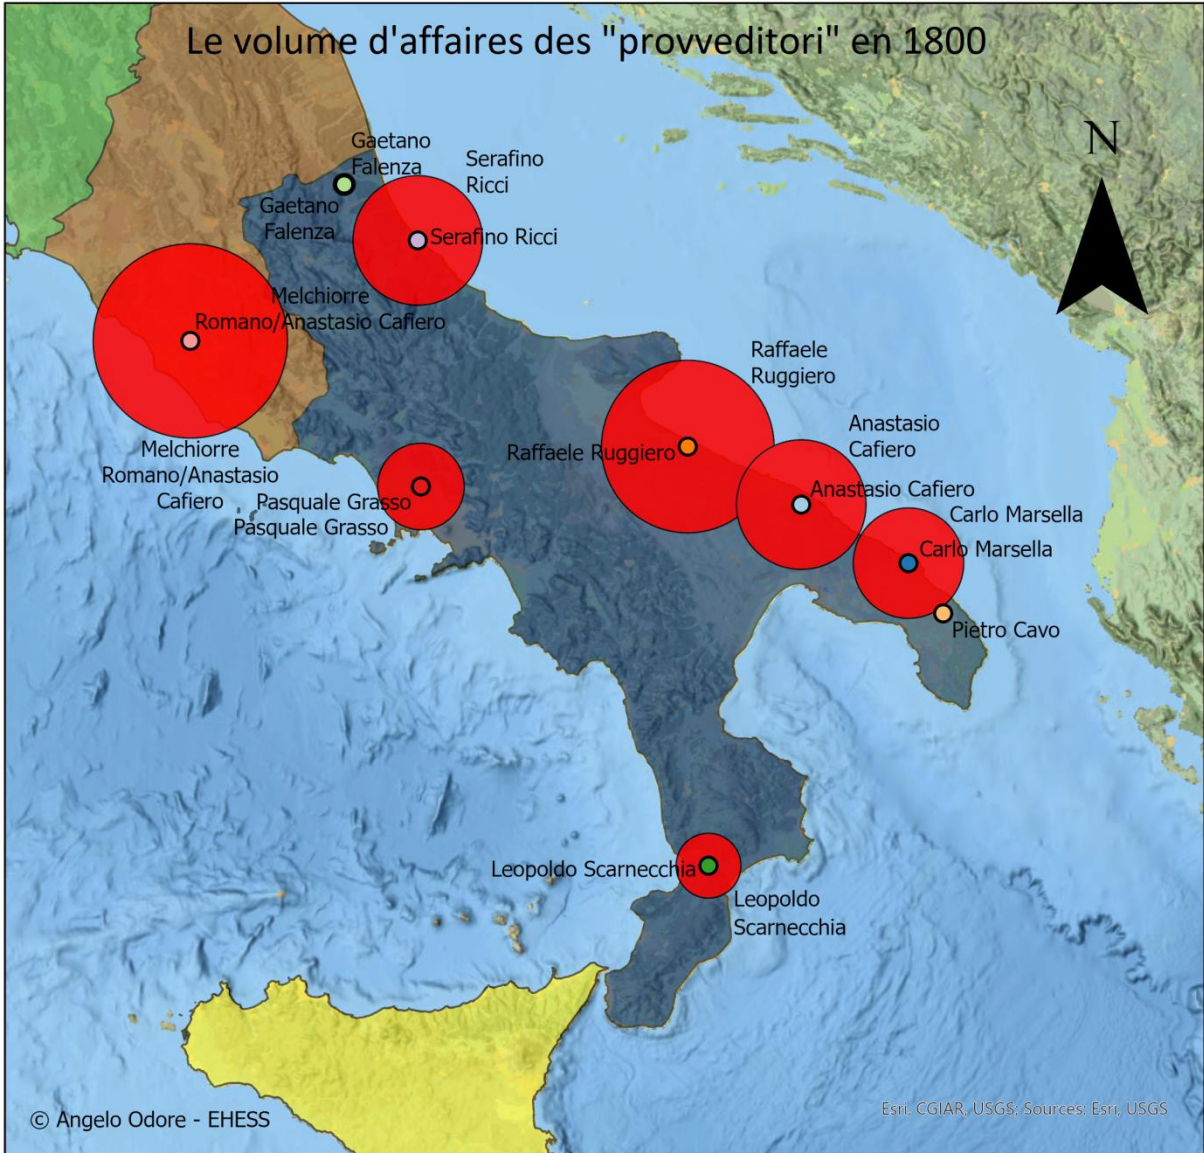 Le volume d'affaires des "provveditori" en 1800
N
Gaetano
Falenza
Serafino
Ricci
Gaetano
Falenza
Serafino Ricci
Melchiorre
Romano/Anastasio Cafiero
Raffaele
Ruggiero
Anastasio
Cafiero
Melchiorre
Romano/Anastasio
Cafiero
Raffaele Ruggiero
Pasquale Grasso
Pasquale Grasso
Anastasio Cafiero
Carlo Marsella
Carlo Marsella
Pietro Cavo
Leopoldo Scarnecchia
Leopoldo
Scarnecchia
© Angelo Odore - EHESS
Esri, CGIAR, USGS; Sources: Esri, USGS